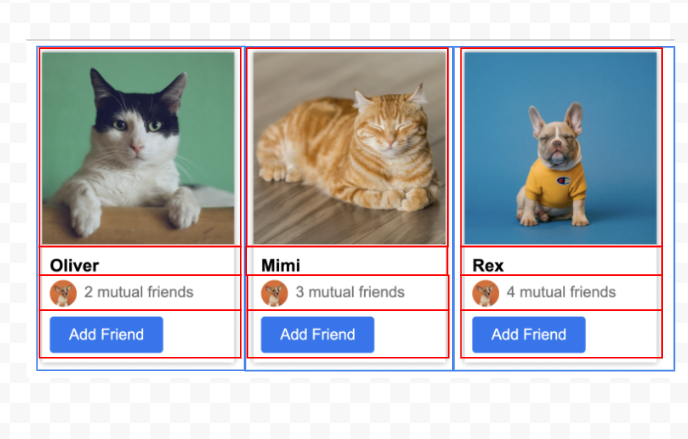 Oliver
2 mutual friends
Add Friend
Mimi
3 mutual friends
Add Friend
Rex
4 mutual friends
Add Friend